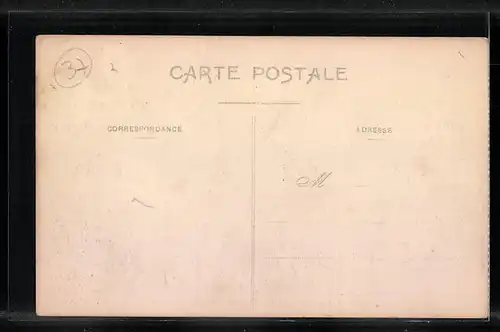 37
CARTE POSTALE
CORRESPONDANCE
ADRESSE
M